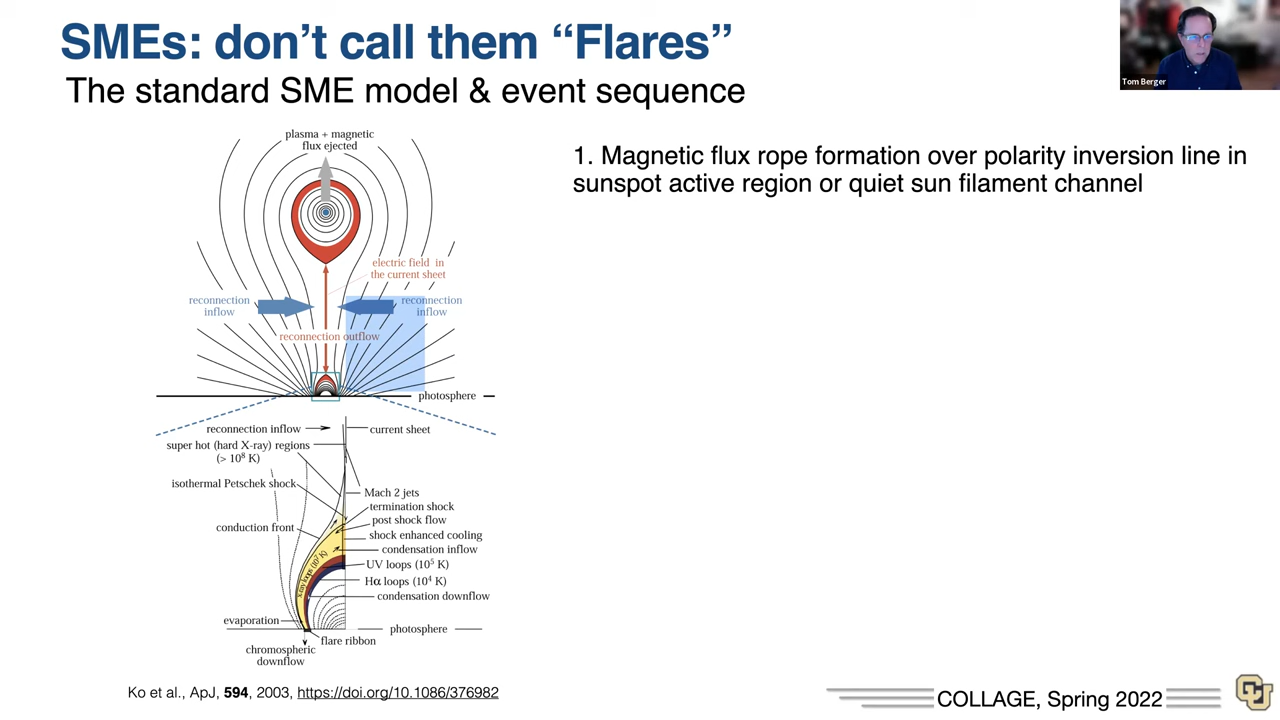 SMEs: don’t call them “Flares”
The standard SME model & event sequence
Tom Berger
1. Magnetic flux rope formation over polarity inversion line in
sunspot active region or quiet sun filament channel
plasma + magnetic
flux ejected
electric field in
the current sheet
reconnection
inflow
reconnection
inflow
reconnection outflow
photosphere
reconnection inflow
current sheet
super hot (hard X-ray) regions
(> 10⁸ K)
isothermal Petschek shock
Mach 2 jets
termination shock
post shock flow
conduction front
shock enhanced cooling
condensation inflow
x-ray loops (10⁷ K)
UV loops (10⁵ K)
Hα loops (10⁴ K)
condensation downflow
evaporation
photosphere
flare ribbon
chromospheric
downflow
Ko et al., ApJ, 594, 2003, https://doi.org/10.1086/376982
COLLAGE, Spring 2022
CU